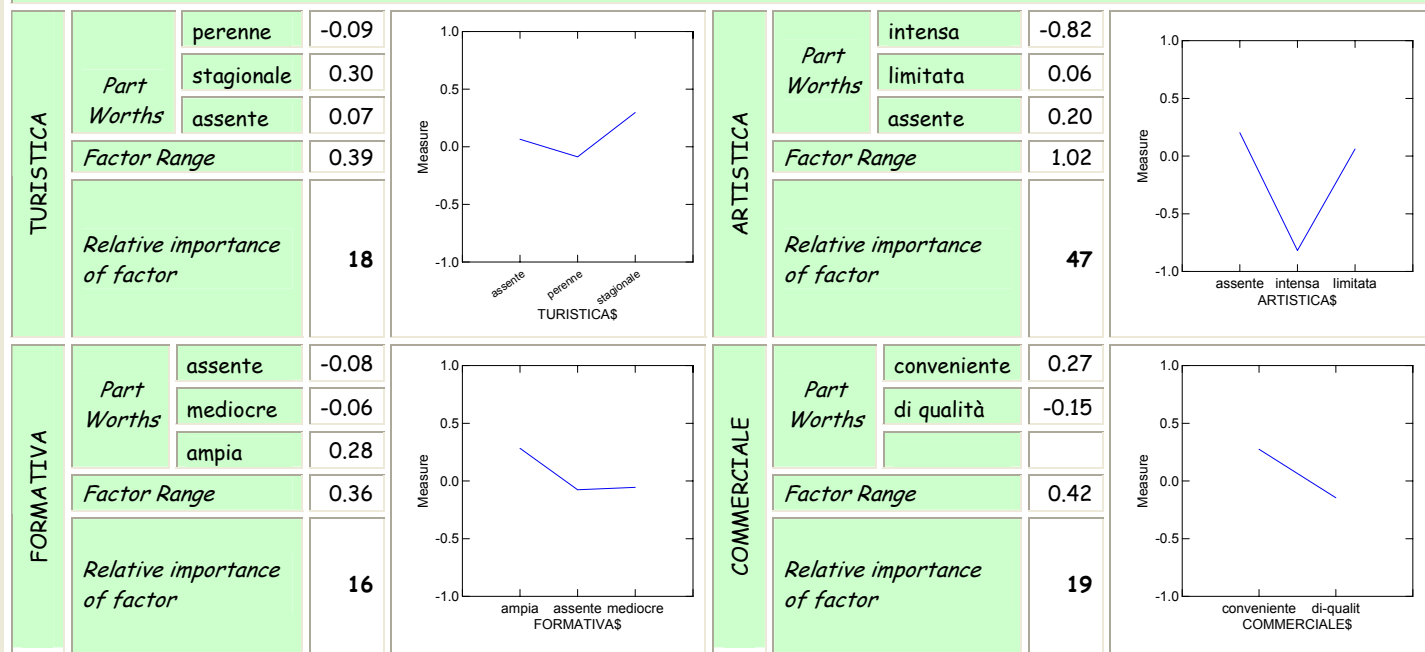 TURISTICA
Part
Worths
perenne -0.09
stagionale 0.30
assente 0.07
Factor Range 0.39
Relative importance
of factor
18
1.0
0.5
0.0
-0.5
-1.0
Measure
assente perenne stagionale
TURISTICA$
ARTISTICA
Part
Worths
intensa -0.82
limitata 0.06
assente 0.20
Factor Range 1.02
Relative importance
of factor
47
1.0
0.5
0.0
-0.5
-1.0
Measure
assente intensa limitata
ARTISTICA$
FORMATIVA
Part
Worths
assente -0.08
mediocre -0.06
ampia 0.28
Factor Range 0.36
Relative importance
of factor
16
1.0
0.5
0.0
-0.5
-1.0
Measure
ampia assente mediocre
FORMATIVA$
COMMERCIALE
Part
Worths
conveniente 0.27
di qualità -0.15
Factor Range 0.42
Relative importance
of factor
19
1.0
0.5
0.0
-0.5
-1.0
Measure
conveniente di-qualit
COMMERCIALE$